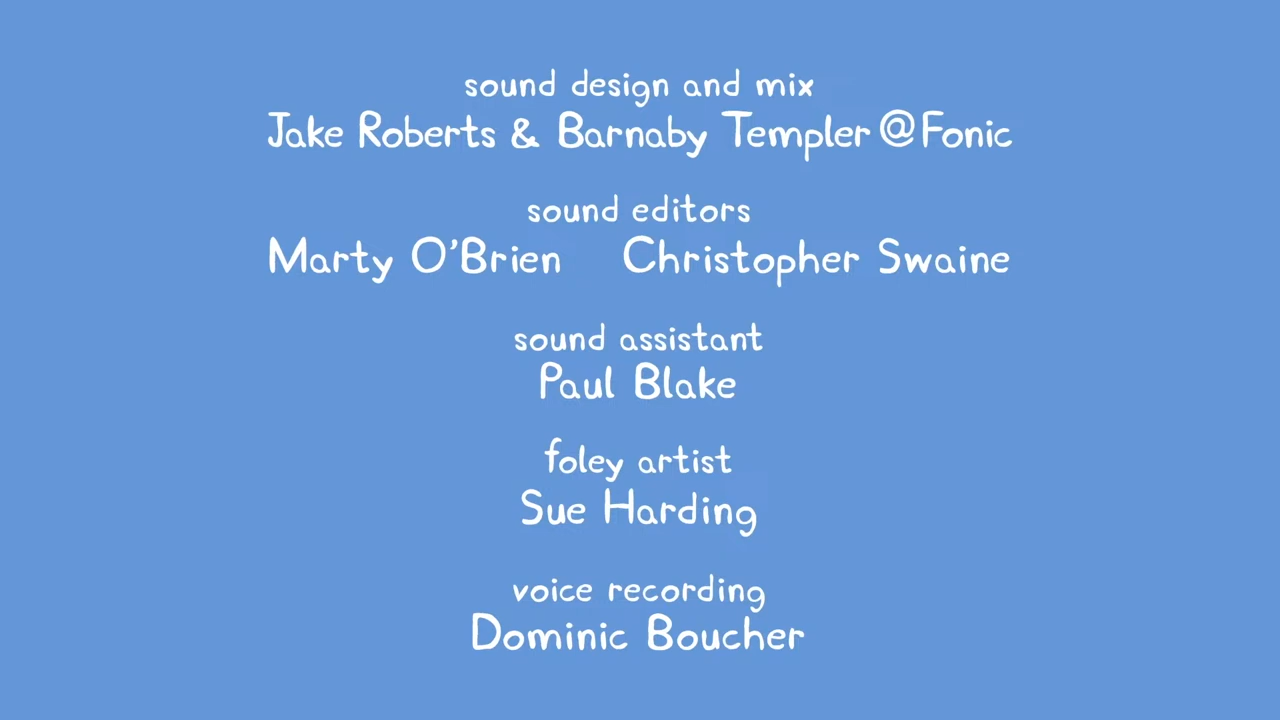 sound design and mix
Jake Roberts & Barnaby Templer @ Fonic
sound editors
Marty O'Brien Christopher Swaine
sound assistant
Paul Blake
foley artist
Sue Harding
voice recording
Dominic Boucher